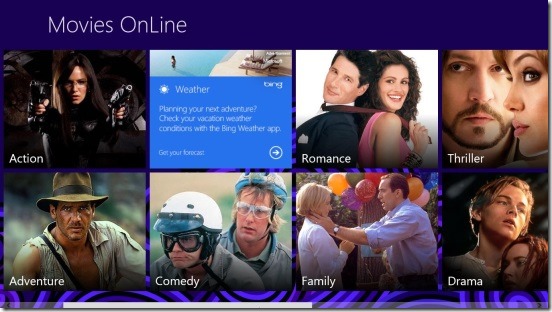 Movies OnLine
Action
bing
Weather
Planning your next adventure?
Check your vacation weather
conditions with the Bing Weather app.
Get your forecast
Romance
Thriller
Adventure
Comedy
Family
Drama